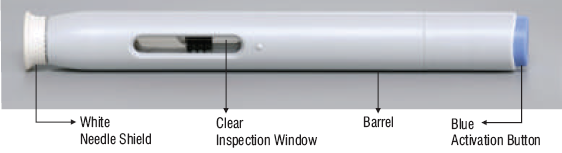 White
Needle Shield
Clear
Inspection Window
Barrel
Blue
Activation Button